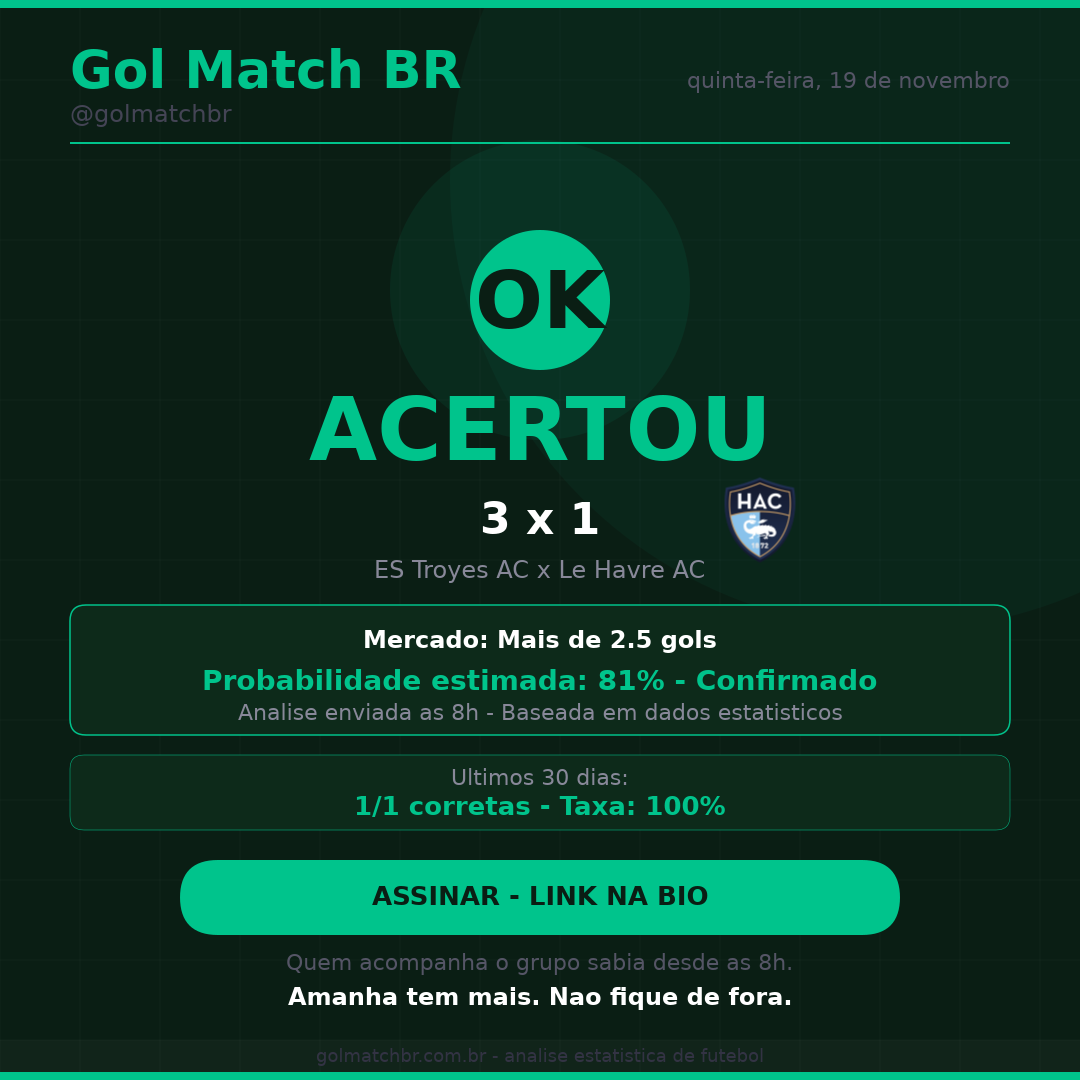 Gol Match BR
quinta-feira, 19 de novembro
@golmatchbr
OK
ACERTOU
3 x 1
HAC
1872
ES Troyes AC x Le Havre AC
Mercado: Mais de 2.5 gols
Probabilidade estimada: 81% - Confirmado
Analise enviada as 8h - Baseada em dados estatisticos
Ultimos 30 dias:
1/1 corretas - Taxa: 100%
ASSINAR - LINK NA BIO
Quem acompanha o grupo sabia desde as 8h.
Amanha tem mais. Nao fique de fora.
golmatchbr.com.br - analise estatistica de futebol